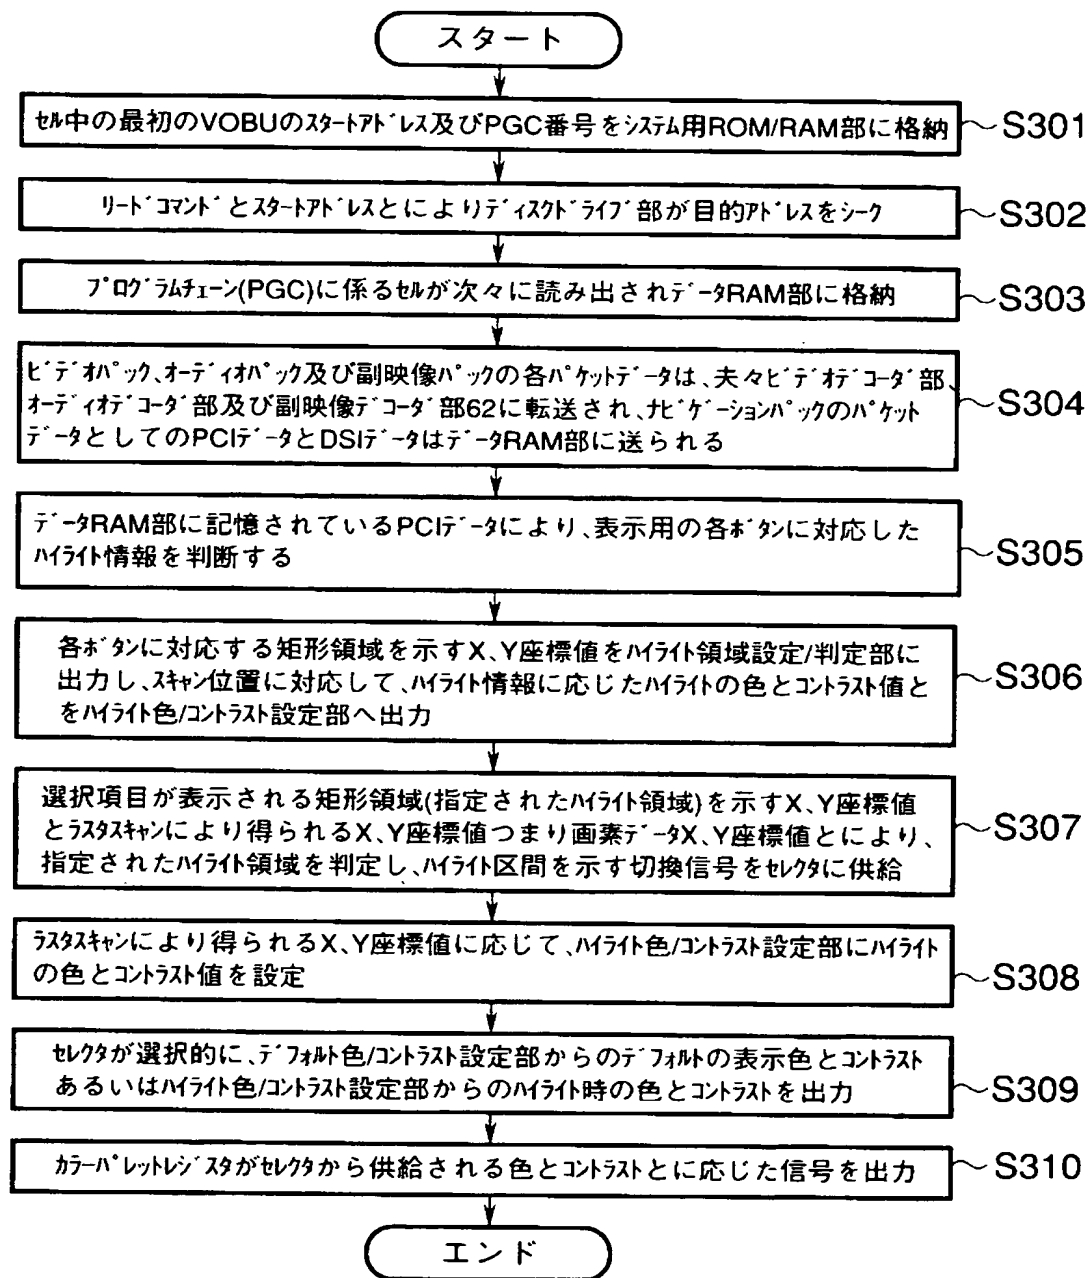 スタート
セル中の最初のVOBUのスタートアドレス及びPGC番号をシステム用ROM/RAM部に格納
S301
リードコマンドとスタートアドレスとによりディスクドライブ部が目的アドレスをシーク
S302
プログラムチェーン(PGC)に係るセルが次々に読み出されデータRAM部に格納
S303
ビデオパック、オーディオパック及び副映像パックの各パケットデータは、夫々ビデオデコーダ部、
オーディオデコーダ部及び副映像デコーダ部62に転送され、ナビゲーションパックのパケット
データとしてのPCIデータとDSIデータはデータRAM部に送られる
S304
データRAM部に記憶されているPCIデータにより、表示用の各ボタンに対応した
ハイライト情報を判断する
S305
各ボタンに対応する矩形領域を示すX、Y座標値をハイライト領域設定/判定部に
出力し、スキャン位置に対応して、ハイライト情報に応じたハイライトの色とコントラスト値と
をハイライト色/コントラスト設定部へ出力
S306
選択項目が表示される矩形領域(指定されたハイライト領域)を示すX、Y座標値
とラスタスキャンにより得られるX、Y座標値つまり画素データX、Y座標値とにより、
指定されたハイライト領域を判定し、ハイライト区間を示す切換信号をセレクタに供給
S307
ラスタスキャンにより得られるX、Y座標値に応じて、ハイライト色/コントラスト設定部にハイライト
の色とコントラスト値を設定
S308
セレクタが選択的に、デフォルト色/コントラスト設定部からのデフォルトの表示色とコントラスト
あるいはハイライト色/コントラスト設定部からのハイライト時の色とコントラストを出力
S309
カラーパレットレジスタがセレクタから供給される色とコントラストとに応じた信号を出力
S310
エンド